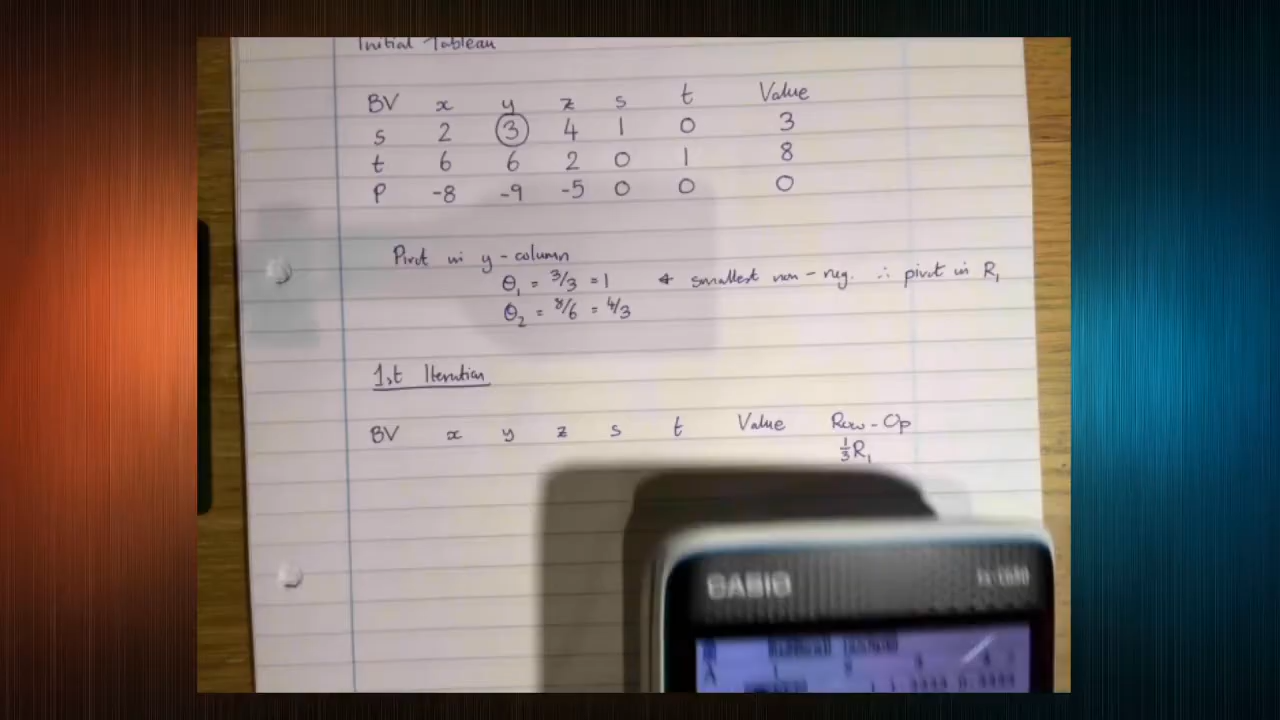 Initial Tableau
BV x y z s t Value
s 2 3 4 1 0 3
t 6 6 2 0 1 8
P -8 -9 -5 0 0 0
Pivot in y-column
θ₁ = 3/3 = 1 ← smallest non-neg. ∴ pivot in R₁
θ₂ = 8/6 = 4/3
1st Iteration
BV x y z s t Value Row-Op
⅓R₁
CASIO